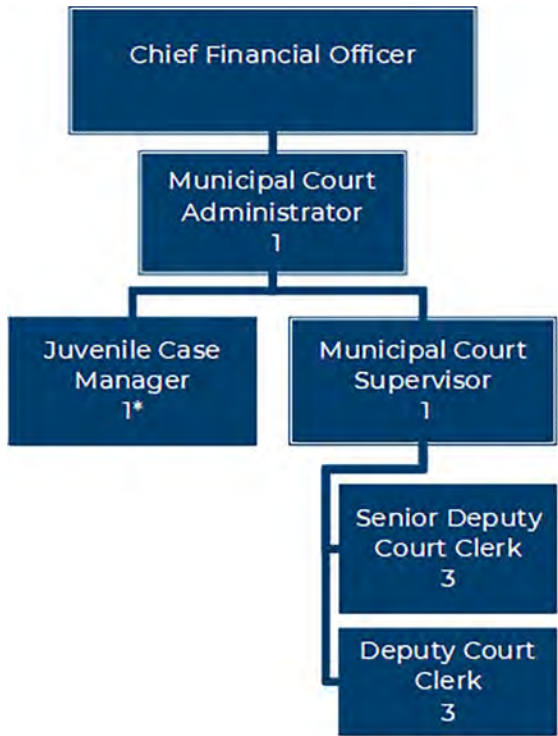 Chief Financial Officer
Municipal Court
Administrator
1
Juvenile Case
Manager
1*
Municipal Court
Supervisor
1
Senior Deputy
Court Clerk
3
Deputy Court
Clerk
3